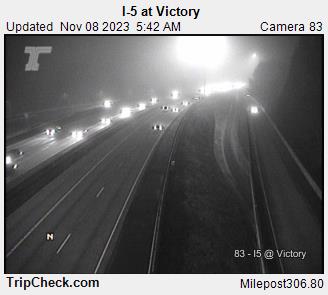 I-5 at Victory
Updated  Nov 08 2023  5:42 AM
Camera 83
T
N
83 - I5 @ Victory
TripCheck.com
Milepost306.80